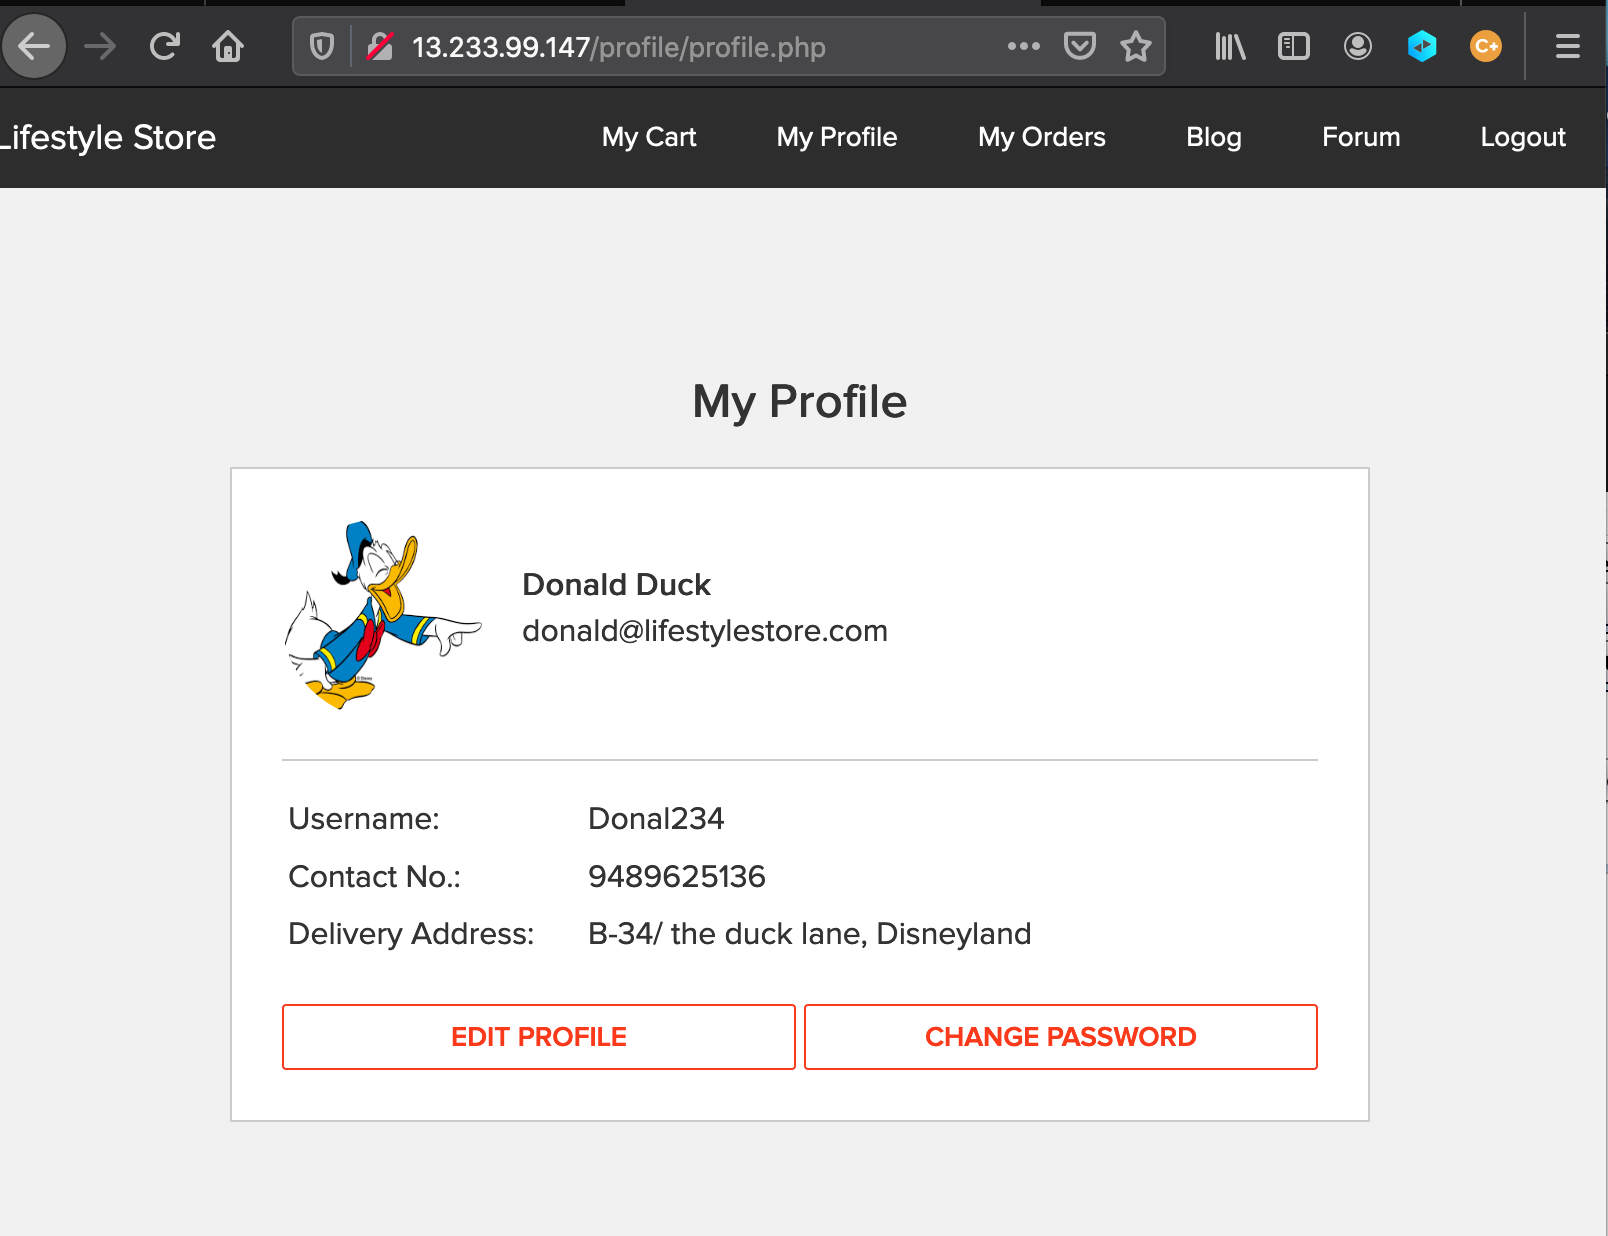 13.233.99.147/profile/profile.php
C+
Lifestyle Store My Cart My Profile My Orders Blog Forum Logout
My Profile
Donald Duck
donald@lifestylestore.com
Username: Donal234
Contact No.: 9489625136
Delivery Address: B-34/ the duck lane, Disneyland
EDIT PROFILE CHANGE PASSWORD